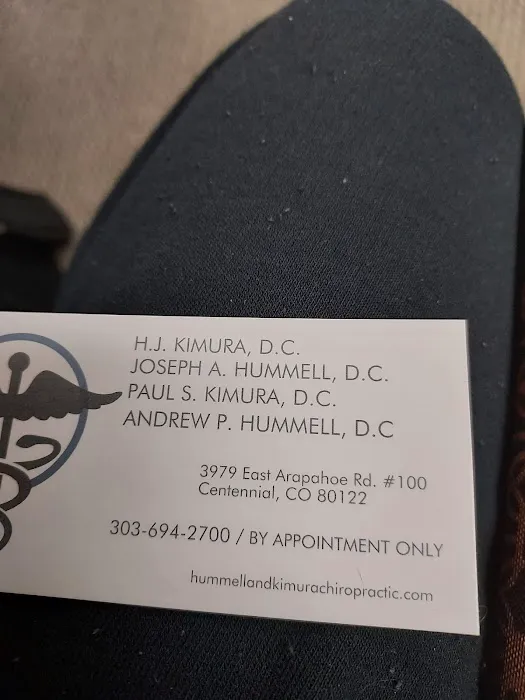 H.J. KIMURA, D.C.
JOSEPH A. HUMMELL, D.C.
PAUL S. KIMURA, D.C.
ANDREW P. HUMMELL, D.C
3979 East Arapahoe Rd. #100
Centennial, CO 80122
303-694-2700 / BY APPOINTMENT ONLY
hummellandkimurachiropractic.com